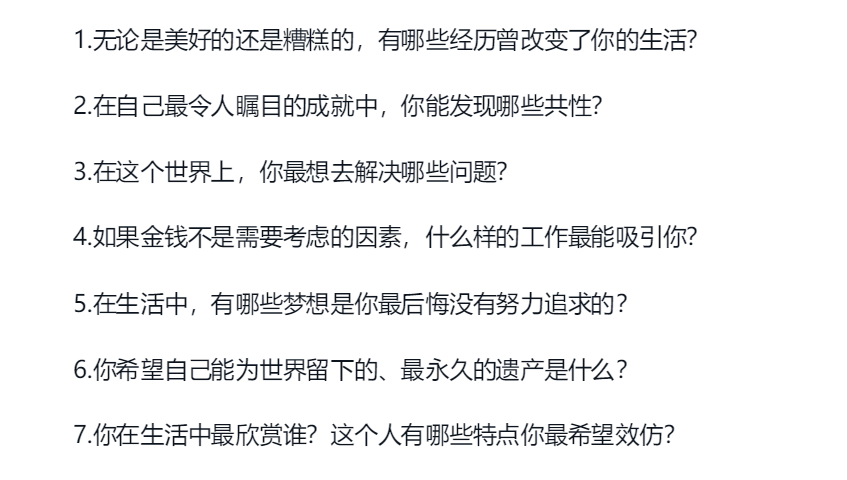 1.无论是美好的还是糟糕的，有哪些经历曾改变了你的生活?
2.在自己最令人瞩目的成就中，你能发现哪些共性?
3.在这个世界上，你最想去解决哪些问题?
4.如果金钱不是需要考虑的因素，什么样的工作最能吸引你?
5.在生活中，有哪些梦想是你最后悔没有努力追求的？
6.你希望自己能为世界留下的、最永久的遗产是什么？
7.你在生活中最欣赏谁？这个人有哪些特点你最希望效仿?